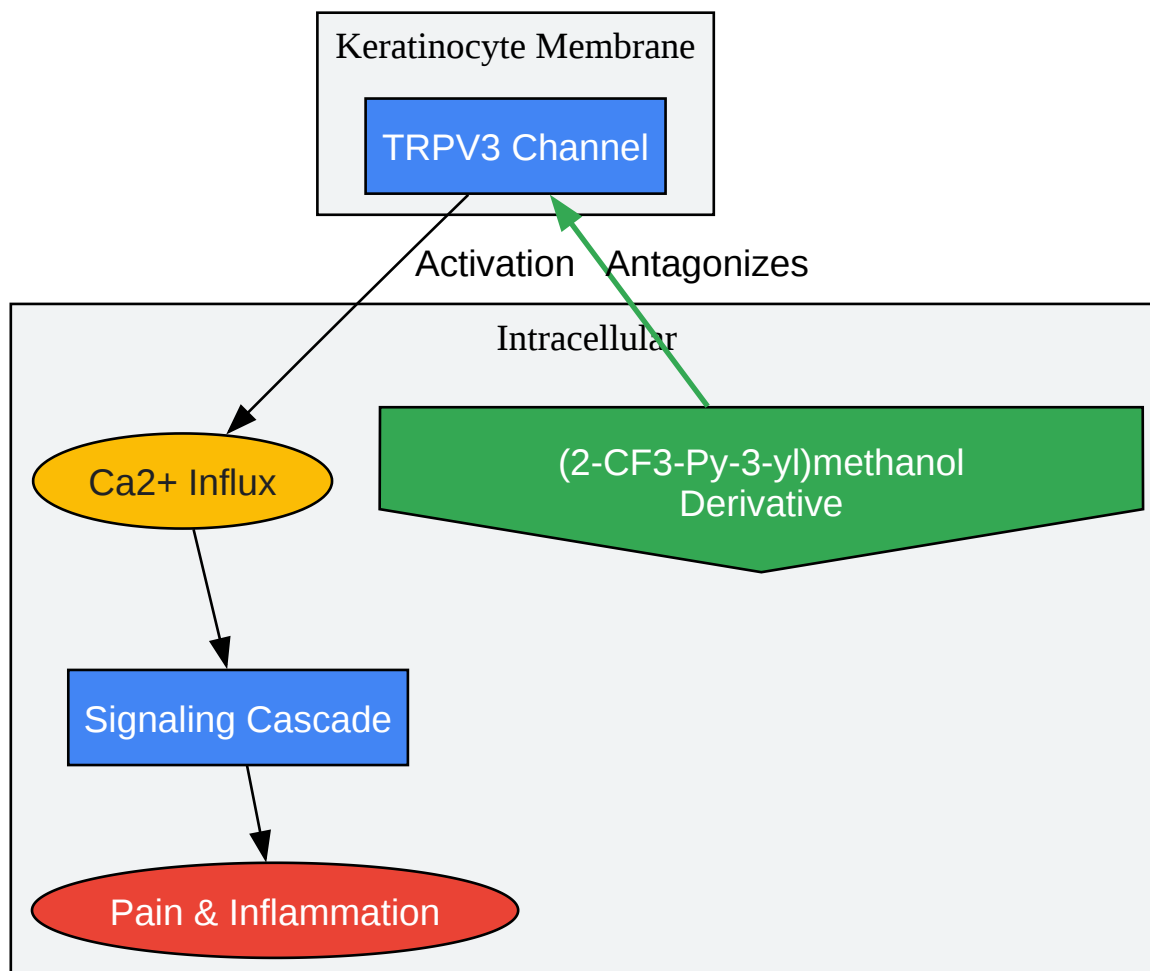 Keratinocyte Membrane
TRPV3 Channel
Activation
Antagonizes
Intracellular
Ca2+ Influx
(2-CF3-Py-3-yl)methanol
Derivative
Signaling Cascade
Pain & Inflammation